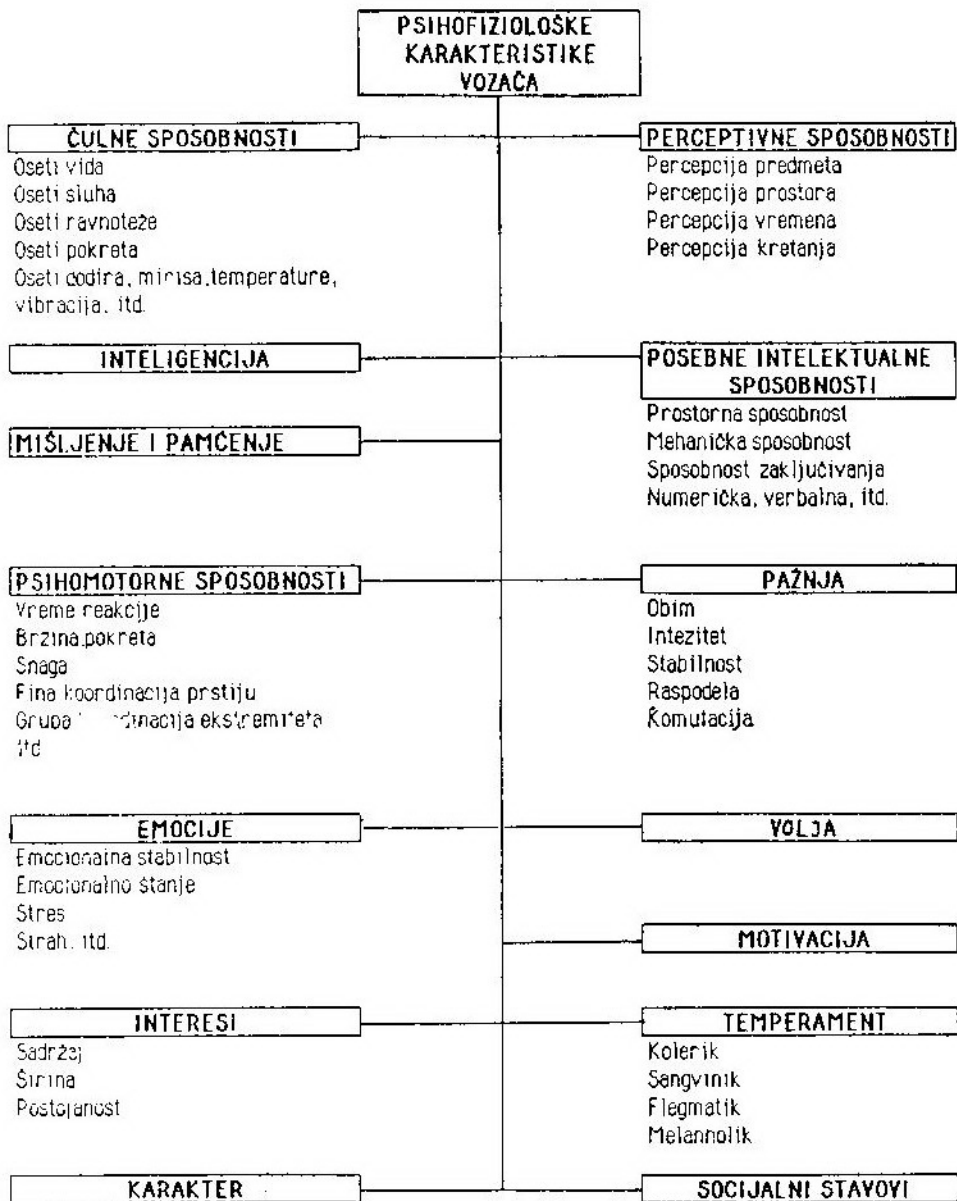 PSIHOFIZIOLOŠKE
KARAKTERISTIKE
VOZAČA
ČULNE SPOSOBNOSTI
Oseti vida
Oseti sluha
Oseti ravnoteže
Oseti pokreta
Oseti dodira, mirisa,temperature,
vibracija, itd.
PERCEPTIVNE SPOSOBNOSTI
Percepcija predmeta
Percepcija prostora
Percepcija vremena
Percepcija kretanja
INTELIGENCIJA
POSEBNE INTELEKTUALNE
SPOSOBNOSTI
Prostorna sposobnost
Mehanička sposobnost
Sposobnost zaključivanja
Numerička, verbalna, itd.
MIŠLJENJE I PAMĆENJE
PSIHOMOTORNE SPOSOBNOSTI
Vreme reakcije
Brzina pokreta
Snaga
Fina koordinacija prstiju
Gruba ekstremiteta
itd
PAŽNJA
Obim
Intezitet
Stabilnost
Raspodela
Komutacija
EMOCIJE
Emocionalna stabilnost
Emocionalno stanje
Stres
Strah, itd.
VOLJA
MOTIVACIJA
INTERESI
Sadržaj
Širina
Postojanost
TEMPERAMENT
Kolerik
Sangvinik
Flegmatik
Melanholik
KARAKTER
SOCIJALNI STAVOVI